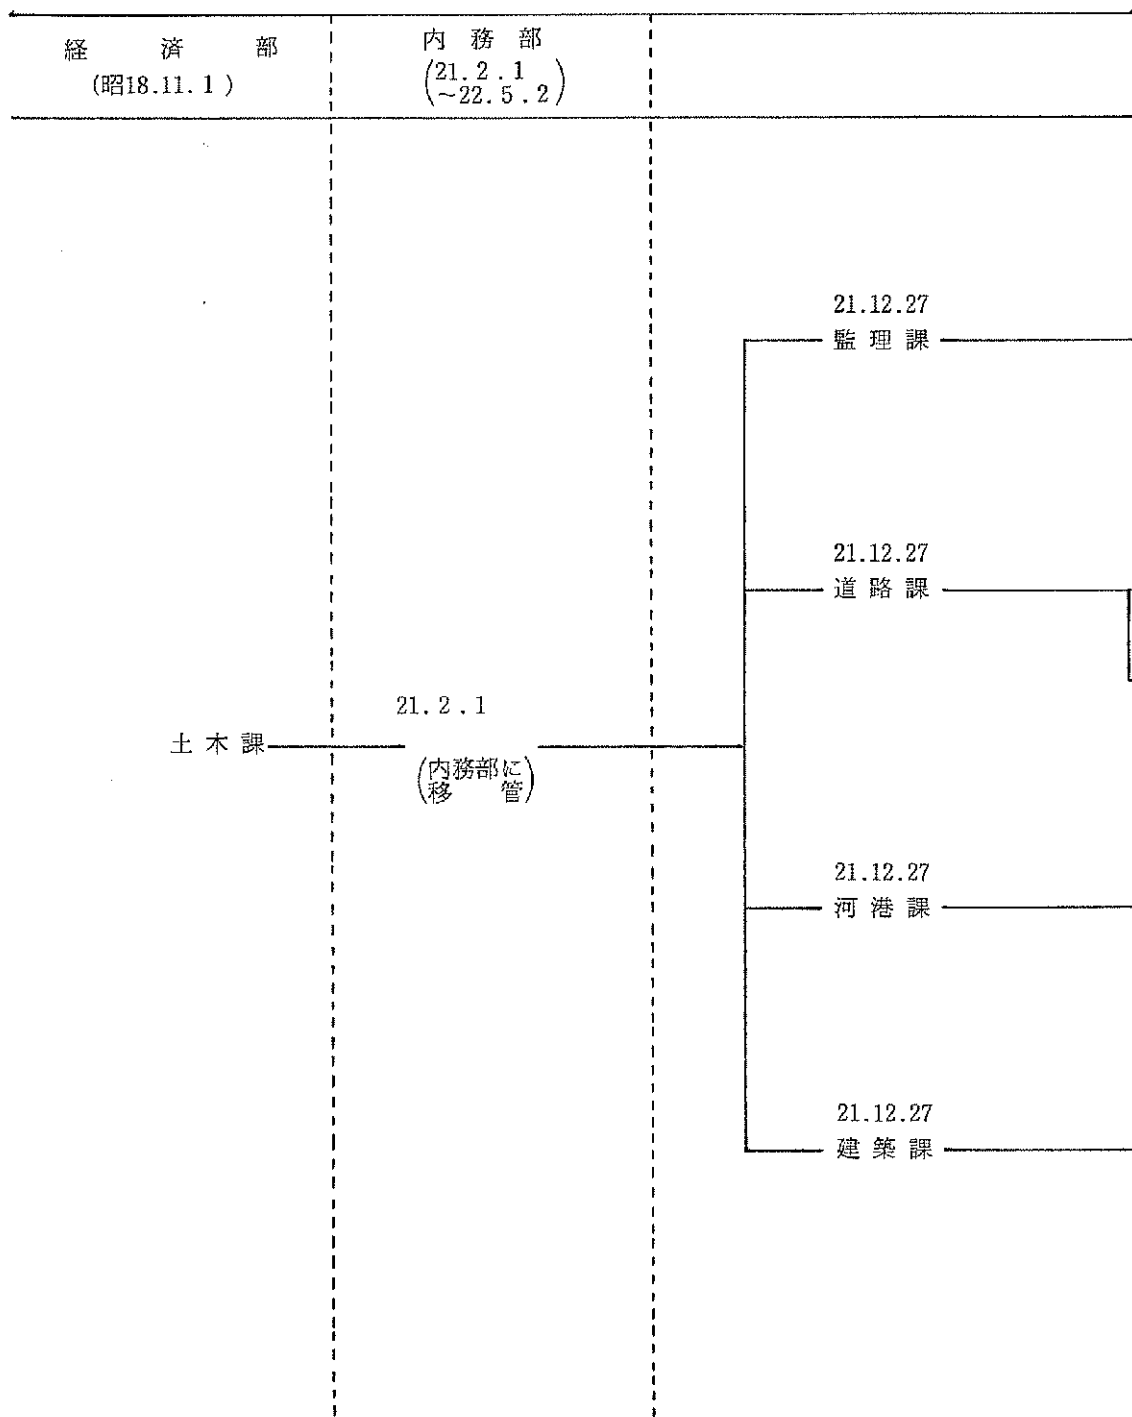 経済部
(昭18.11.1)
内務部
(21.2.1
~22.5.2)
21.12.27
監理課
21.12.27
道路課
21.2.1
土木課
(内務部に
移管)
21.12.27
河港課
21.12.27
建築課